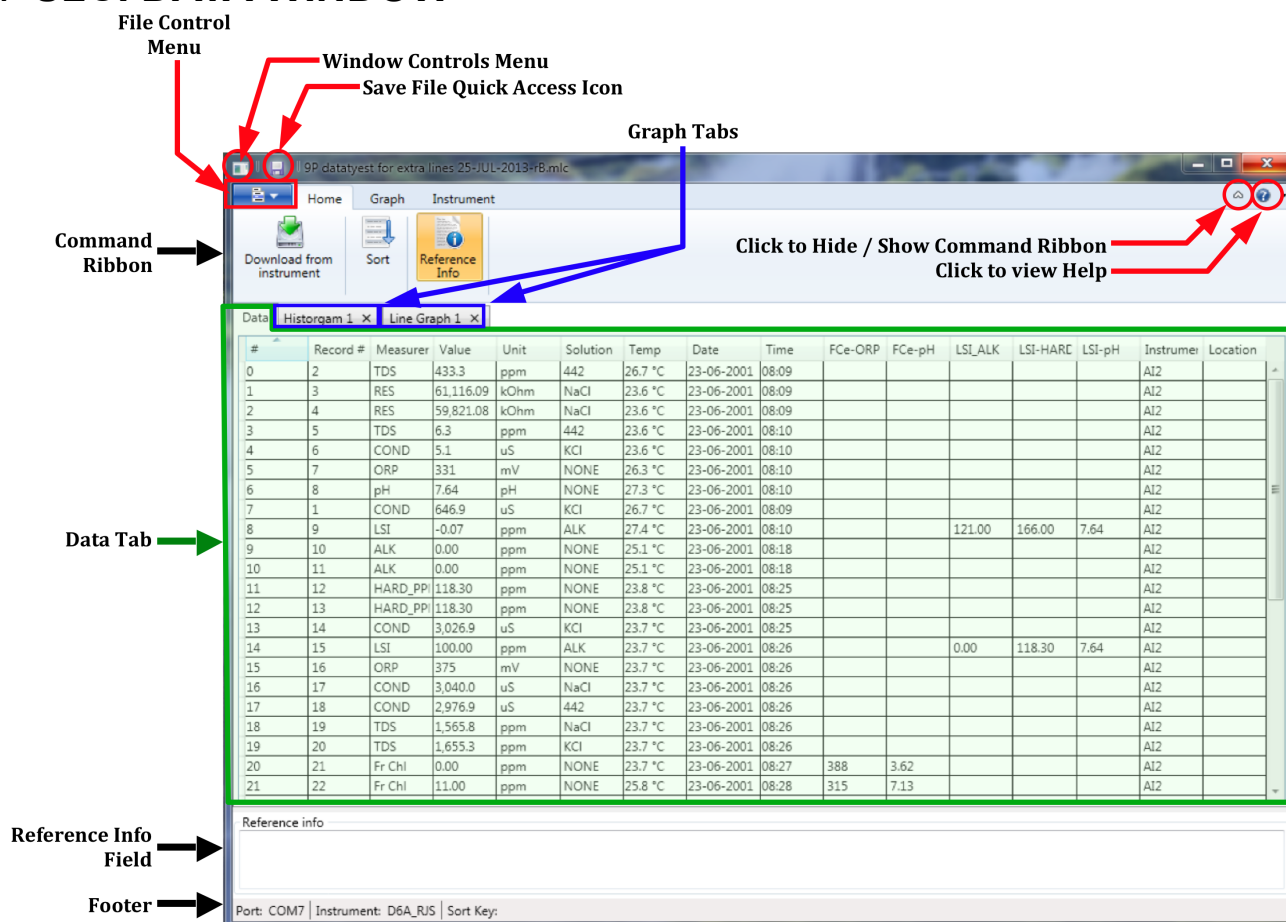 File Control
Menu
Window Controls Menu
Save File Quick Access Icon
Graph Tabs
9P datatyest for extra lines 25-JUL-2013-rB.mlc
Home Graph Instrument
Command
Ribbon
Download from
instrument
Sort
Reference
Info
Click to Hide / Show Command Ribbon
Click to view Help
Data Historgam 1 × Line Graph 1 ×
# Record # Measurer Value Unit Solution Temp Date Time FCe-ORP FCe-pH LSI_ALK LSI-HARD LSI-pH Instrumer Location
0 2 TDS 433.3 ppm 442 26.7 °C 23-06-2001 08:09 AI2
1 3 RES 61,116.09 kOhm NaCl 23.6 °C 23-06-2001 08:09 AI2
2 4 RES 59,821.08 kOhm NaCl 23.6 °C 23-06-2001 08:09 AI2
3 5 TDS 6.3 ppm 442 23.6 °C 23-06-2001 08:10 AI2
4 6 COND 5.1 uS KCl 23.6 °C 23-06-2001 08:10 AI2
5 7 ORP 331 mV NONE 26.3 °C 23-06-2001 08:10 AI2
6 8 pH 7.64 pH NONE 27.3 °C 23-06-2001 08:10 AI2
7 1 COND 646.9 uS KCl 26.7 °C 23-06-2001 08:09 AI2
8 9 LSI -0.07 ppm ALK 27.4 °C 23-06-2001 08:10 121.00 166.00 7.64 AI2
9 10 ALK 0.00 ppm NONE 25.1 °C 23-06-2001 08:18 AI2
10 11 ALK 0.00 ppm NONE 25.1 °C 23-06-2001 08:18 AI2
11 12 HARD_PPI 118.30 ppm NONE 23.8 °C 23-06-2001 08:25 AI2
12 13 HARD_PPI 118.30 ppm NONE 23.8 °C 23-06-2001 08:25 AI2
13 14 COND 3,026.9 uS KCl 23.7 °C 23-06-2001 08:25 AI2
14 15 LSI 100.00 ppm ALK 23.7 °C 23-06-2001 08:26 0.00 118.30 7.64 AI2
15 16 ORP 375 mV NONE 23.7 °C 23-06-2001 08:26 AI2
16 17 COND 3,040.0 uS NaCl 23.7 °C 23-06-2001 08:26 AI2
17 18 COND 2,976.9 uS 442 23.7 °C 23-06-2001 08:26 AI2
18 19 TDS 1,565.8 ppm NaCl 23.7 °C 23-06-2001 08:26 AI2
19 20 TDS 1,655.3 ppm KCl 23.7 °C 23-06-2001 08:26 AI2
20 21 Fr Chl 0.00 ppm NONE 23.7 °C 23-06-2001 08:27 388 3.62 AI2
21 22 Fr Chl 11.00 ppm NONE 25.8 °C 23-06-2001 08:28 315 7.13 AI2
Data Tab
Reference info
Reference Info
Field
Footer
Port: COM7 Instrument: D6A_RJS Sort Key: